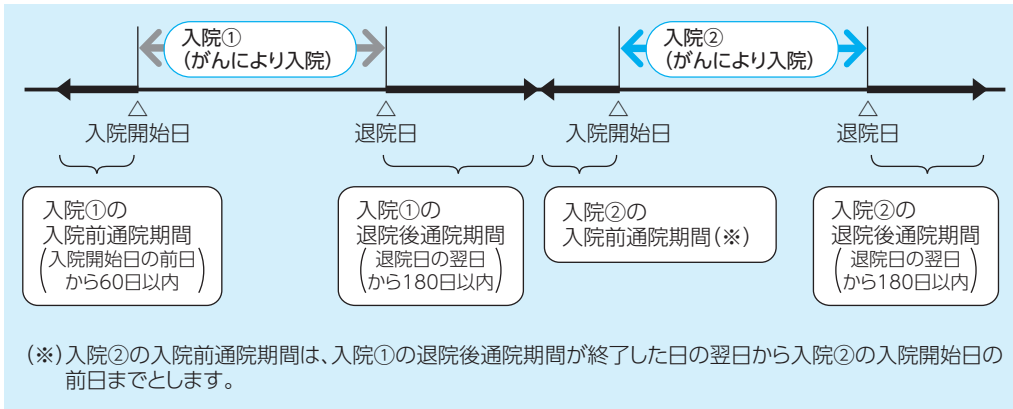 入院①
(がんにより入院)
入院②
(がんにより入院)
△
入院開始日
△
退院日
△
入院開始日
△
退院日
入院①の
入院前通院期間
(入院開始日の前日
から60日以内)
入院①の
退院後通院期間
(退院日の翌日
から180日以内)
入院②の
入院前通院期間(※)
入院②の
退院後通院期間
(退院日の翌日
から180日以内)
(※)入院②の入院前通院期間は、入院①の退院後通院期間が終了した日の翌日から入院②の入院開始日の
前日までとします。